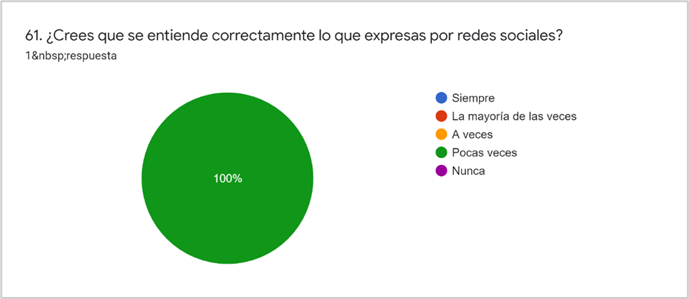 61. ¿Crees que se entiende correctamente lo que expresas por redes sociales?
1&nbsp;respuesta
100%
Siempre
La mayoría de las veces
A veces
Pocas veces
Nunca